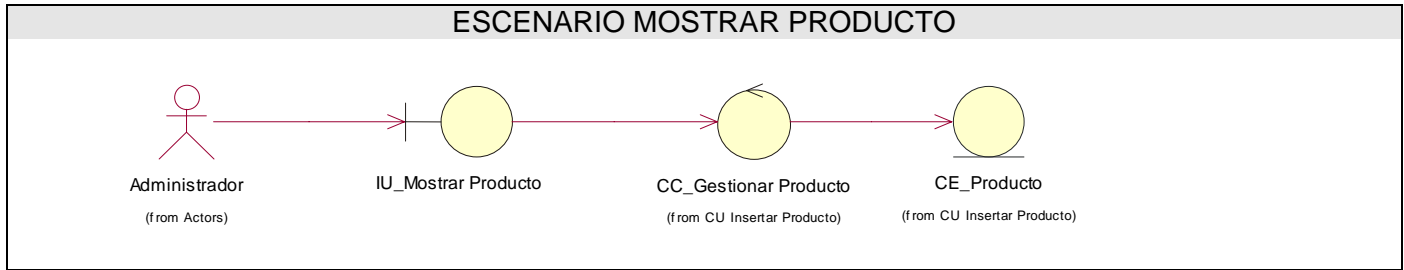 ESCENARIO MOSTRAR PRODUCTO
Administrador
(from Actors)
IU_Mostrar Producto
CC_Gestionar Producto
(from CU Insertar Producto)
CE_Producto
(from CU Insertar Producto)